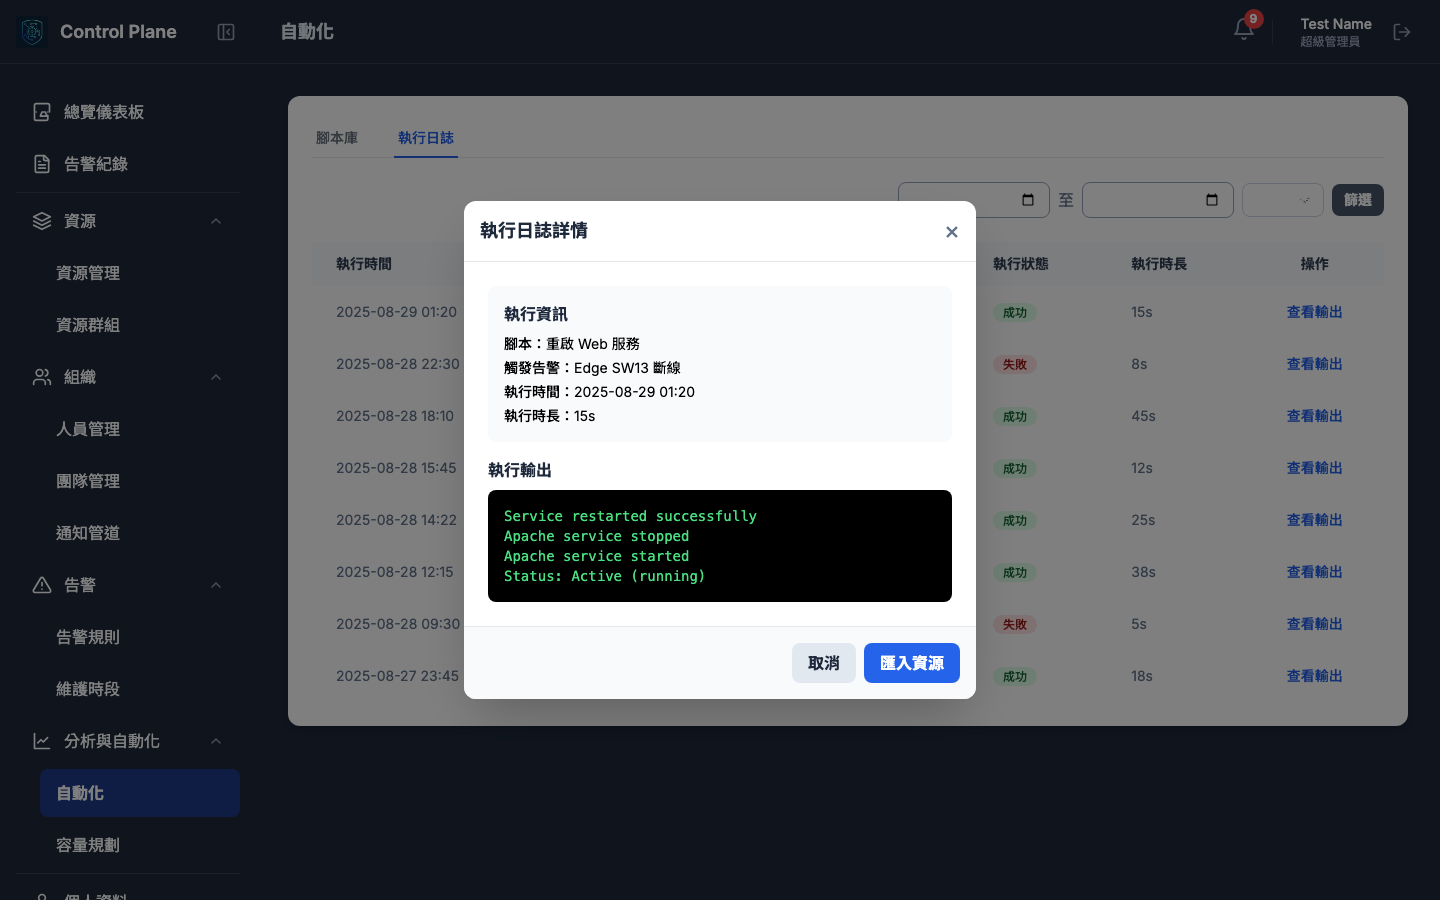 Control Plane
自動化
9
Test Name
超級管理員
總覽儀表板
告警紀錄
資源
資源管理
資源群組
組織
人員管理
團隊管理
通知管道
告警
告警規則
維護時段
分析與自動化
自動化
容量規劃
個人資料
腳本庫
執行日誌
至
篩選
執行時間
執行狀態
執行時長
操作
2025-08-29 01:20
成功
15s
查看輸出
2025-08-28 22:30
失敗
8s
查看輸出
2025-08-28 18:10
成功
45s
查看輸出
2025-08-28 15:45
成功
12s
查看輸出
2025-08-28 14:22
成功
25s
查看輸出
2025-08-28 12:15
成功
38s
查看輸出
2025-08-28 09:30
失敗
5s
查看輸出
2025-08-27 23:45
成功
18s
查看輸出
執行日誌詳情
執行資訊
腳本：重啟 Web 服務
觸發告警：Edge SW13 斷線
執行時間：2025-08-29 01:20
執行時長：15s
執行輸出
Service restarted successfully
Apache service stopped
Apache service started
Status: Active (running)
取消
匯入資源